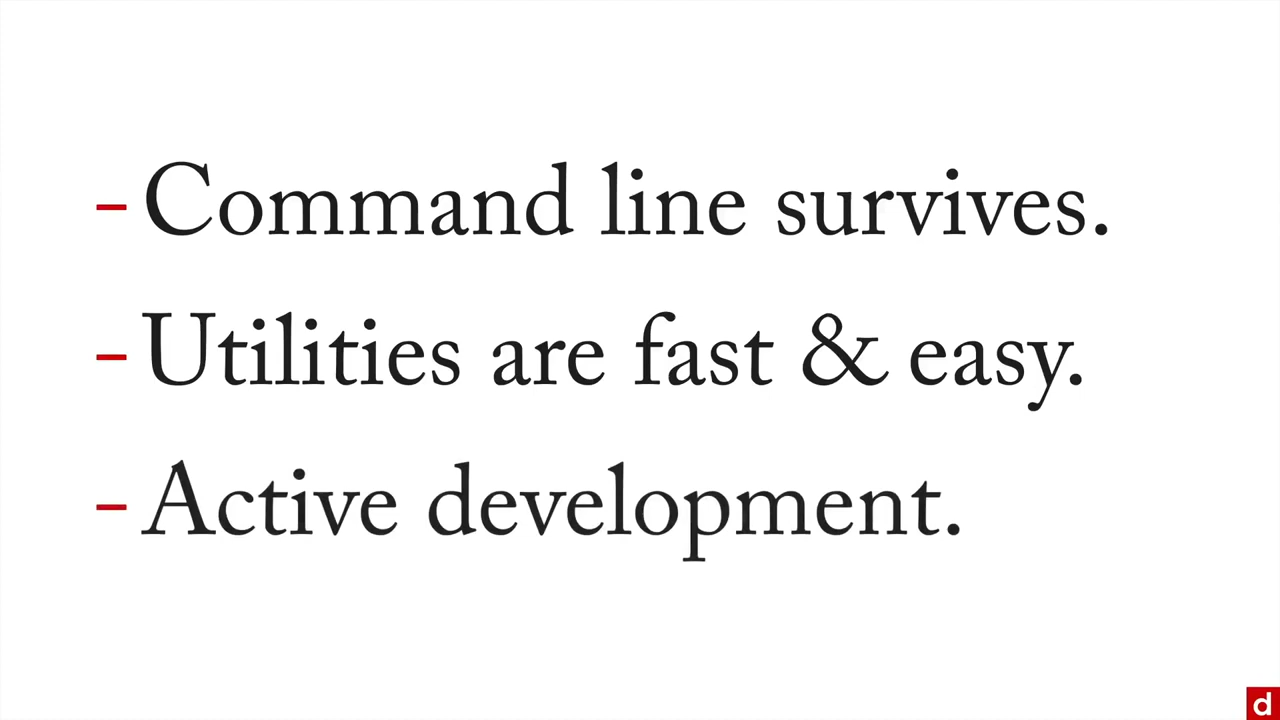 - Command line survives.
- Utilities are fast & easy.
- Active development.
d